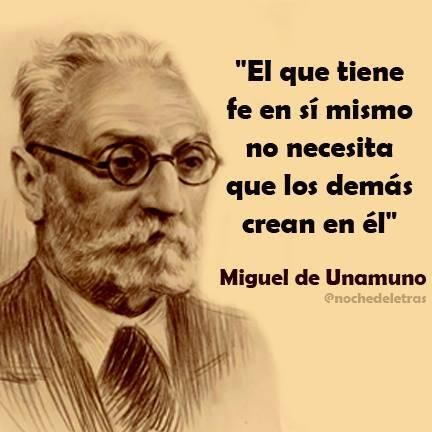 "El que tiene
fe en sí mismo
no necesita
que los demás
crean en él"
Miguel de Unamuno
@nochedeletras